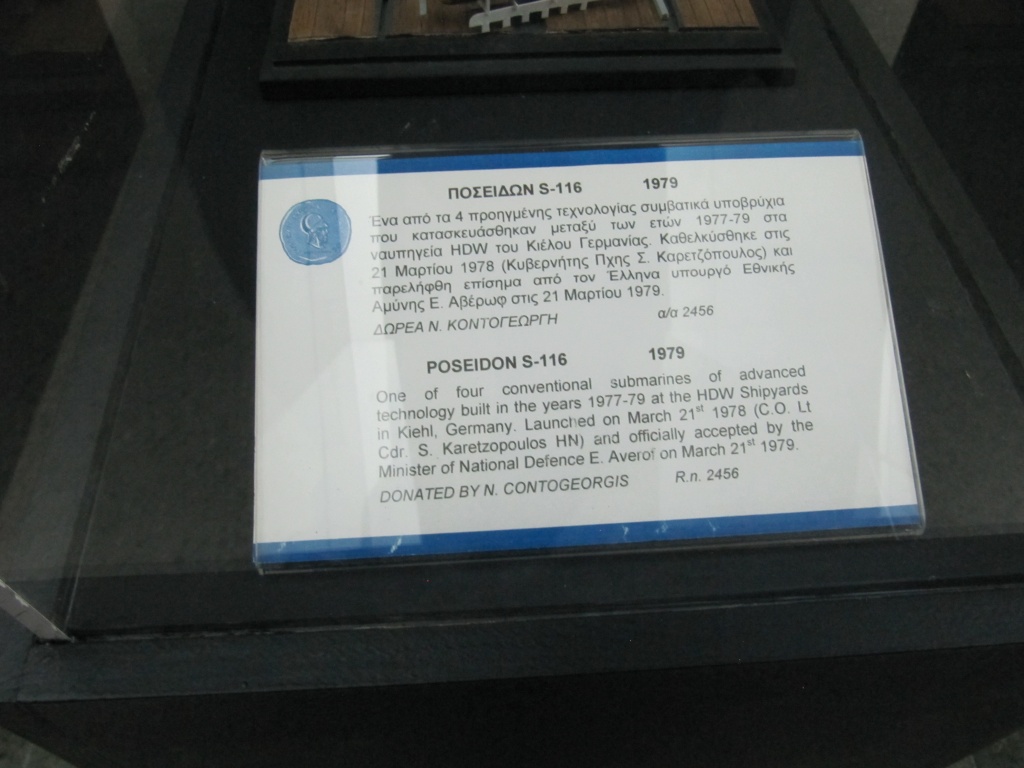 ΠΟΣΕΙΔΩΝ S-116 1979
Ένα από τα 4 προηγμένης τεχνολογίας συμβατικά υποβρύχια
που κατασκευάσθηκαν μεταξύ των ετών 1977-79 στα
ναυπηγεία HDW του Κιέλου Γερμανίας. Καθελκύσθηκε στις
21 Μαρτίου 1978 (Κυβερνήτης Πχης Σ. Καρετζόπουλος) και
παρελήφθη επίσημα από τον Έλληνα υπουργό Εθνικής
Αμύνης Ε. Αβέρωφ στις 21 Μαρτίου 1979.
ΔΩΡΕΑ Ν. ΚΟΝΤΟΓΕΩΡΓΗ α/α 2456
POSEIDON S-116 1979
One of four conventional submarines of advanced
technology built in the years 1977-79 at the HDW Shipyards
in Kiehl, Germany. Launched on March 21st 1978 (C.O. Lt
Cdr. S. Karetzopoulos HN) and officially accepted by the
Minister of National Defence E. Averof on March 21st 1979.
DONATED BY N. CONTOGEORGIS R.n. 2456